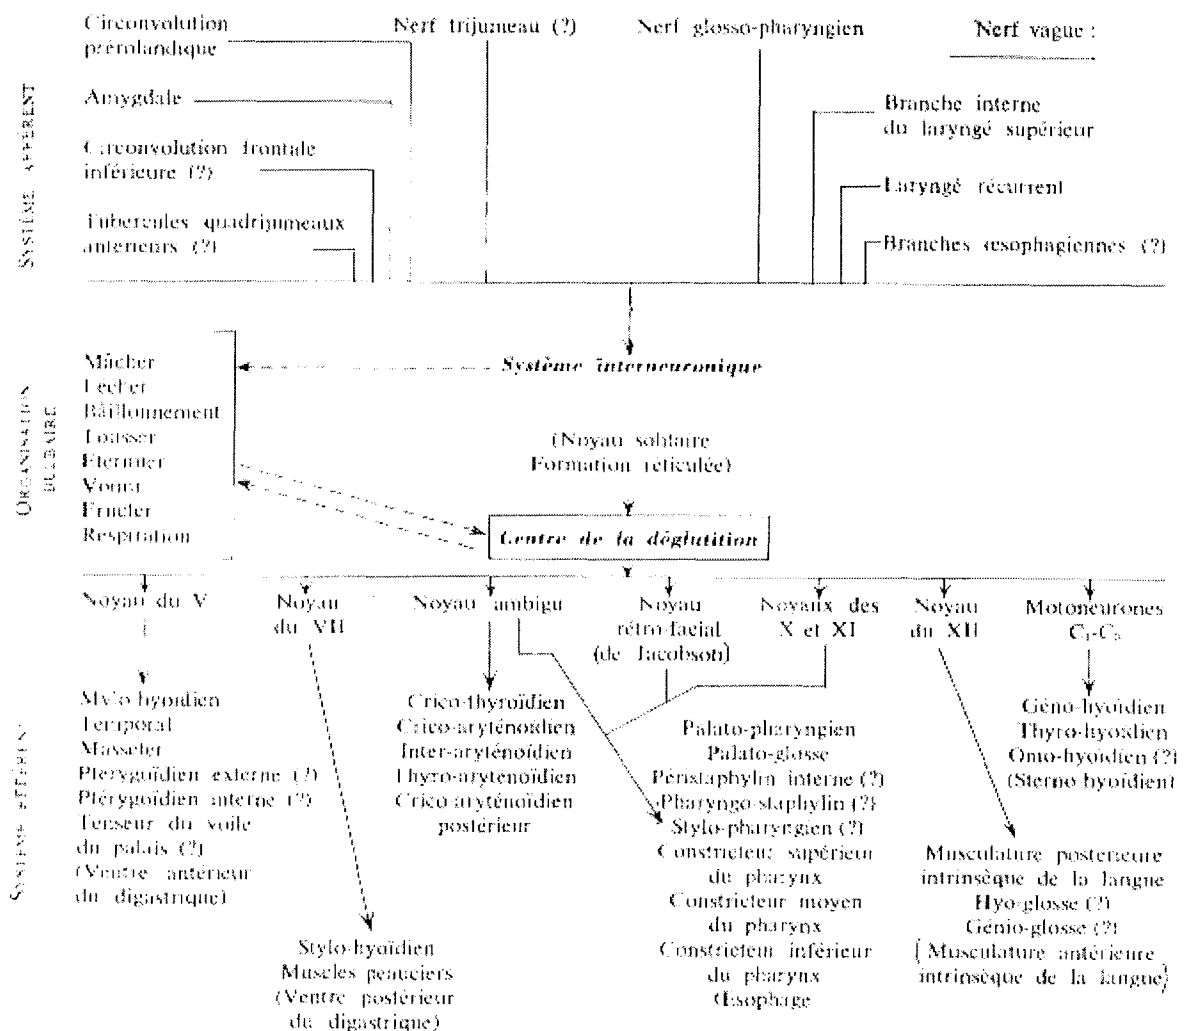 SYSTÈME AFFÉRENT
Circonvolution
prérolandique
Amygdale
Circonvolution frontale
inférieure (?)
Tubercules quadrijumeaux
antérieurs (?)
Nerf trijumeau (?)
Nerf glosso-pharyngien
Nerf vague :
Branche interne
du laryngé supérieur
Laryngé récurrent
Branches œsophagiennes (?)
ORGANISATION
BULBAIRE
Mâcher
Lécher
Bâillonnement
Tousser
Éternuer
Vomir
Éructer
Respiration
Système interneuronique
(Noyau solitaire
Formation réticulée)
Centre de la déglutition
SYSTÈME EFFÉRENT
Noyau du V
Mylo-hyoïdien
Temporal
Masseter
Ptérygoïdien externe (?)
Ptérygoïdien interne (?)
Tenseur du voile
du palais (?)
(Ventre antérieur
du digastrique)
Noyau
du VII
Stylo-hyoïdien
Muscles peauciers
(Ventre postérieur
du digastrique)
Noyau ambigu
Crico-thyroïdien
Crico-aryténoïdien
Inter-aryténoïdien
Thyro-aryténoïdien
Crico-aryténoïdien
postérieur
Noyau
rétro-facial
(de Jacobson)
Noyaux des
X et XI
Palato-pharyngien
Palato-glosse
Péristaphylin interne (?)
Pharyngo-staphylin (?)
Stylo-pharyngien (?)
Constricteur supérieur
du pharynx
Constricteur moyen
du pharynx
Constricteur inférieur
du pharynx
Œsophage
Noyau
du XII
Musculature postérieure
intrinsèque de la langue
Hyo-glosse (?)
Génio-glosse (?)
(Musculature antérieure
intrinsèque de la langue)
Motoneurones
Géno-hyoïdien
Thyro-hyoïdien
Omo-hyoïdien (?)
(Sterno hyoïdien)